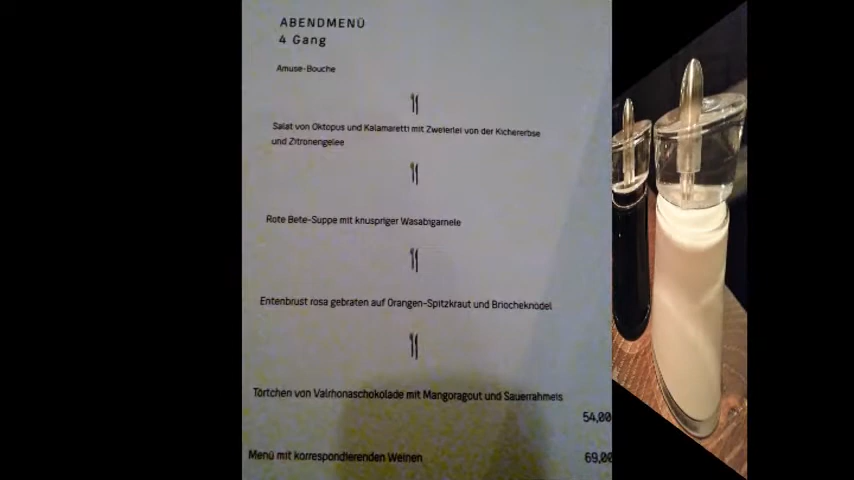 ABENDMENÜ
4 Gang
Amuse-Bouche
Salat von Oktopus und Kalamaretti mit Zweierlei von der Kichererbse
und Zitronengelee
Rote Bete-Suppe mit knuspriger Wasabigarnele
Entenbrust rosa gebraten auf Orangen-Spitzkraut und Briocheknödel
Törtchen von Valrhonaschokolade mit Mangoragout und Sauerrahmeis
54,00
Menü mit korrespondierenden Weinen 69,00